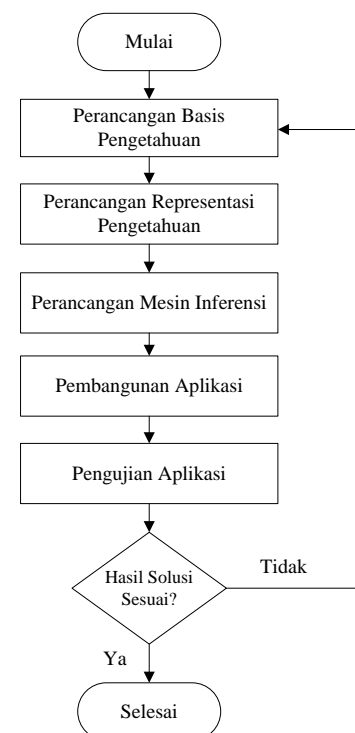 Mulai
Perancangan Basis
Pengetahuan
Perancangan Representasi
Pengetahuan
Perancangan Mesin Inferensi
Pembangunan Aplikasi
Pengujian Aplikasi
Hasil Solusi
Sesuai?
Tidak
Ya
Selesai